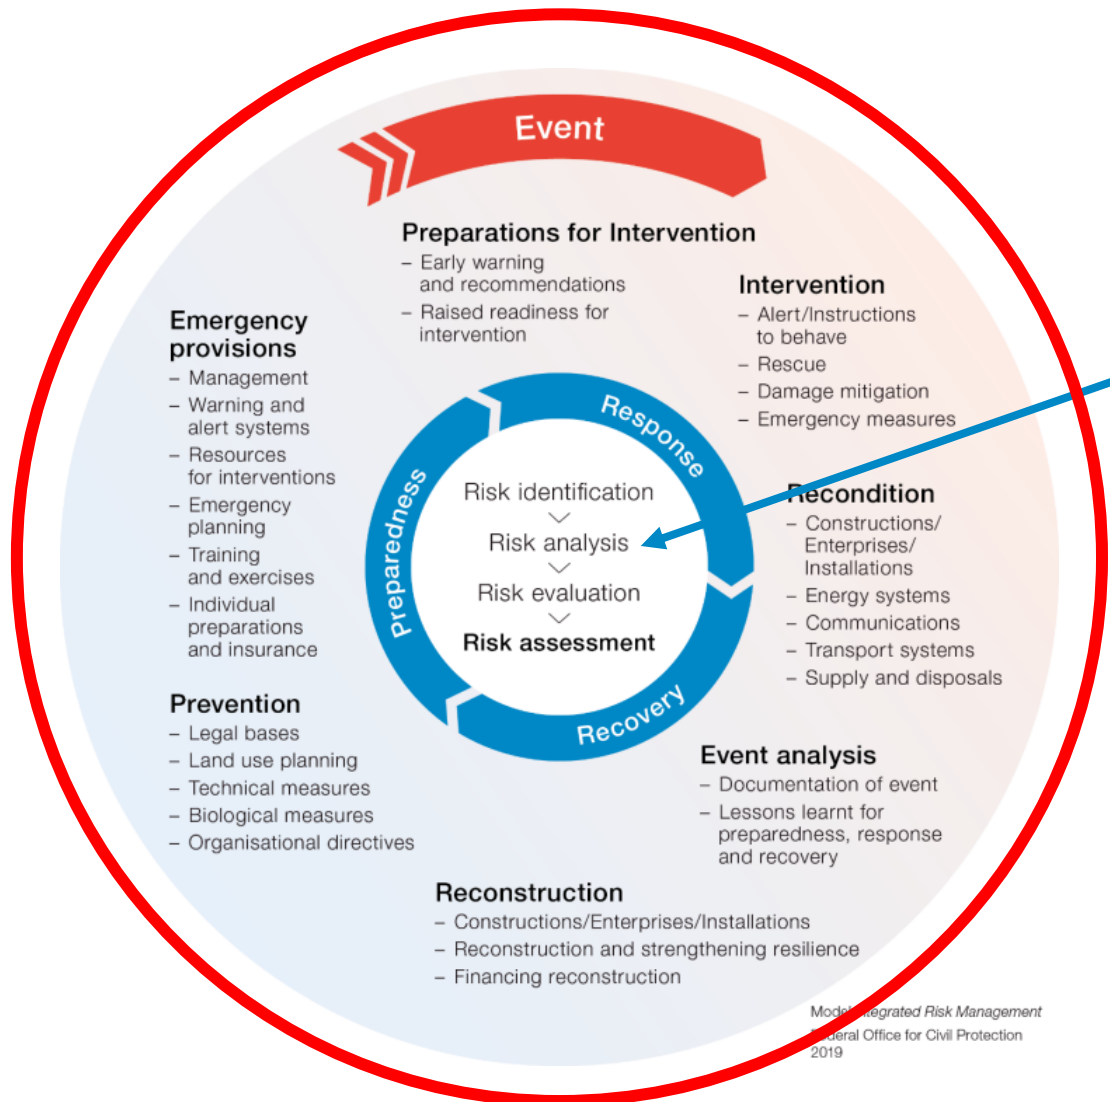 Event
Preparations for Intervention
– Early warning
and recommendations
– Raised readiness for
intervention
Intervention
– Alert/Instructions
to behave
– Rescue
– Damage mitigation
– Emergency measures
Emergency
provisions
– Management
– Warning and
alert systems
– Resources
for interventions
– Emergency
planning
– Training
and exercises
– Individual
preparations
and insurance
Response
Preparedness
Recovery
Risk identification
Risk analysis
Risk evaluation
Risk assessment
Recondition
– Constructions/
Enterprises/
Installations
– Energy systems
– Communications
– Transport systems
– Supply and disposals
Prevention
– Legal bases
– Land use planning
– Technical measures
– Biological measures
– Organisational directives
Event analysis
– Documentation of event
– Lessons learnt for
preparedness, response
and recovery
Reconstruction
– Constructions/Enterprises/Installations
– Reconstruction and strengthening resilience
– Financing reconstruction
Model Integrated Risk Management
Federal Office for Civil Protection
2019